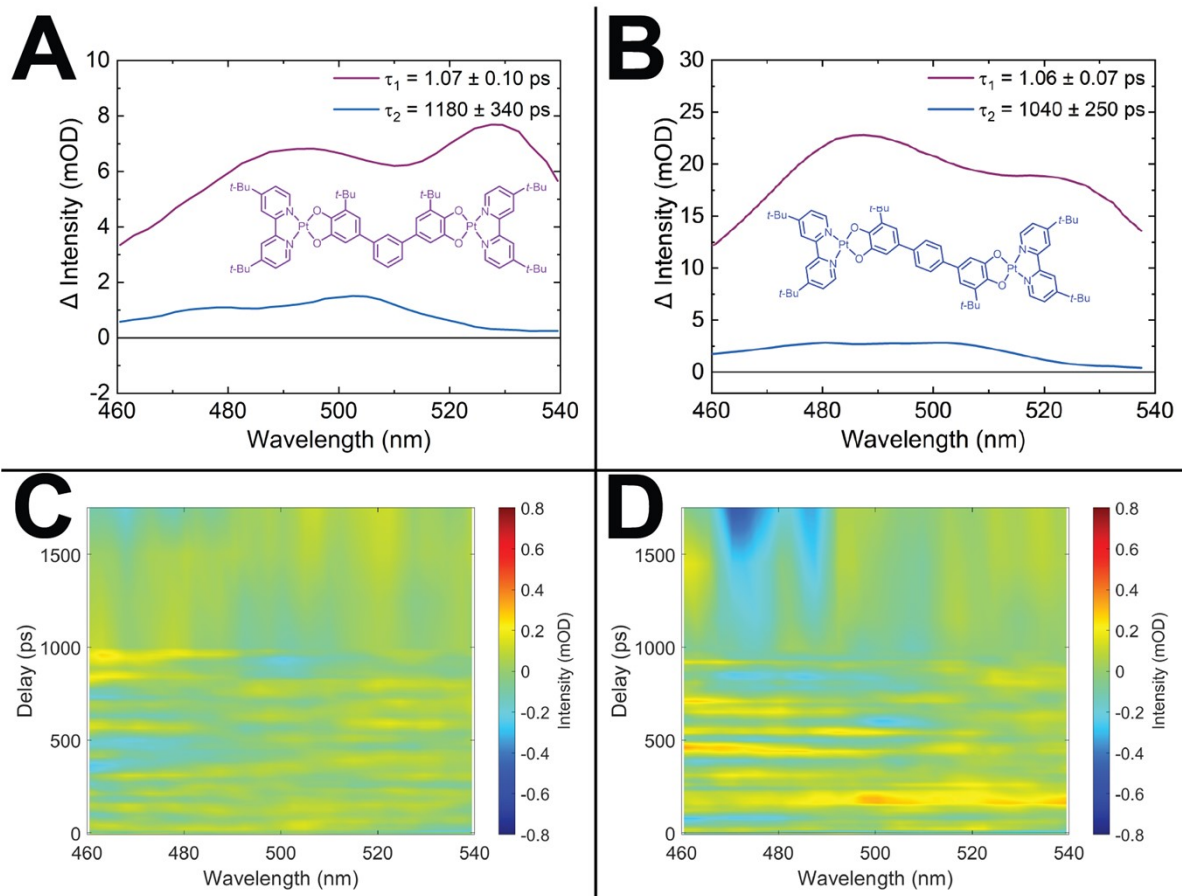 A
10
8
6
4
2
0
-2
Δ Intensity (mOD)
τ1 = 1.07 ± 0.10 ps
τ2 = 1180 ± 340 ps
t-Bu
t-Bu
t-Bu
t-Bu
N
O
O
N
Pt
Pt
N
O
O
N
t-Bu
t-Bu
460 480 500 520 540
Wavelength (nm)
B
30
25
20
15
10
5
0
Δ Intensity (mOD)
τ1 = 1.06 ± 0.07 ps
τ2 = 1040 ± 250 ps
t-Bu
t-Bu
N
O
Pt
N
O
O
N
Pt
O
N
t-Bu
t-Bu
t-Bu
t-Bu
460 480 500 520 540
Wavelength (nm)
C
1500
1000
500
0
Delay (ps)
460 480 500 520 540
Wavelength (nm)
0.8
0.6
0.4
0.2
0
-0.2
-0.4
-0.6
-0.8
Intensity (mOD)
D
1500
1000
500
0
Delay (ps)
460 480 500 520 540
Wavelength (nm)
0.8
0.6
0.4
0.2
0
-0.2
-0.4
-0.6
-0.8
Intensity (mOD)